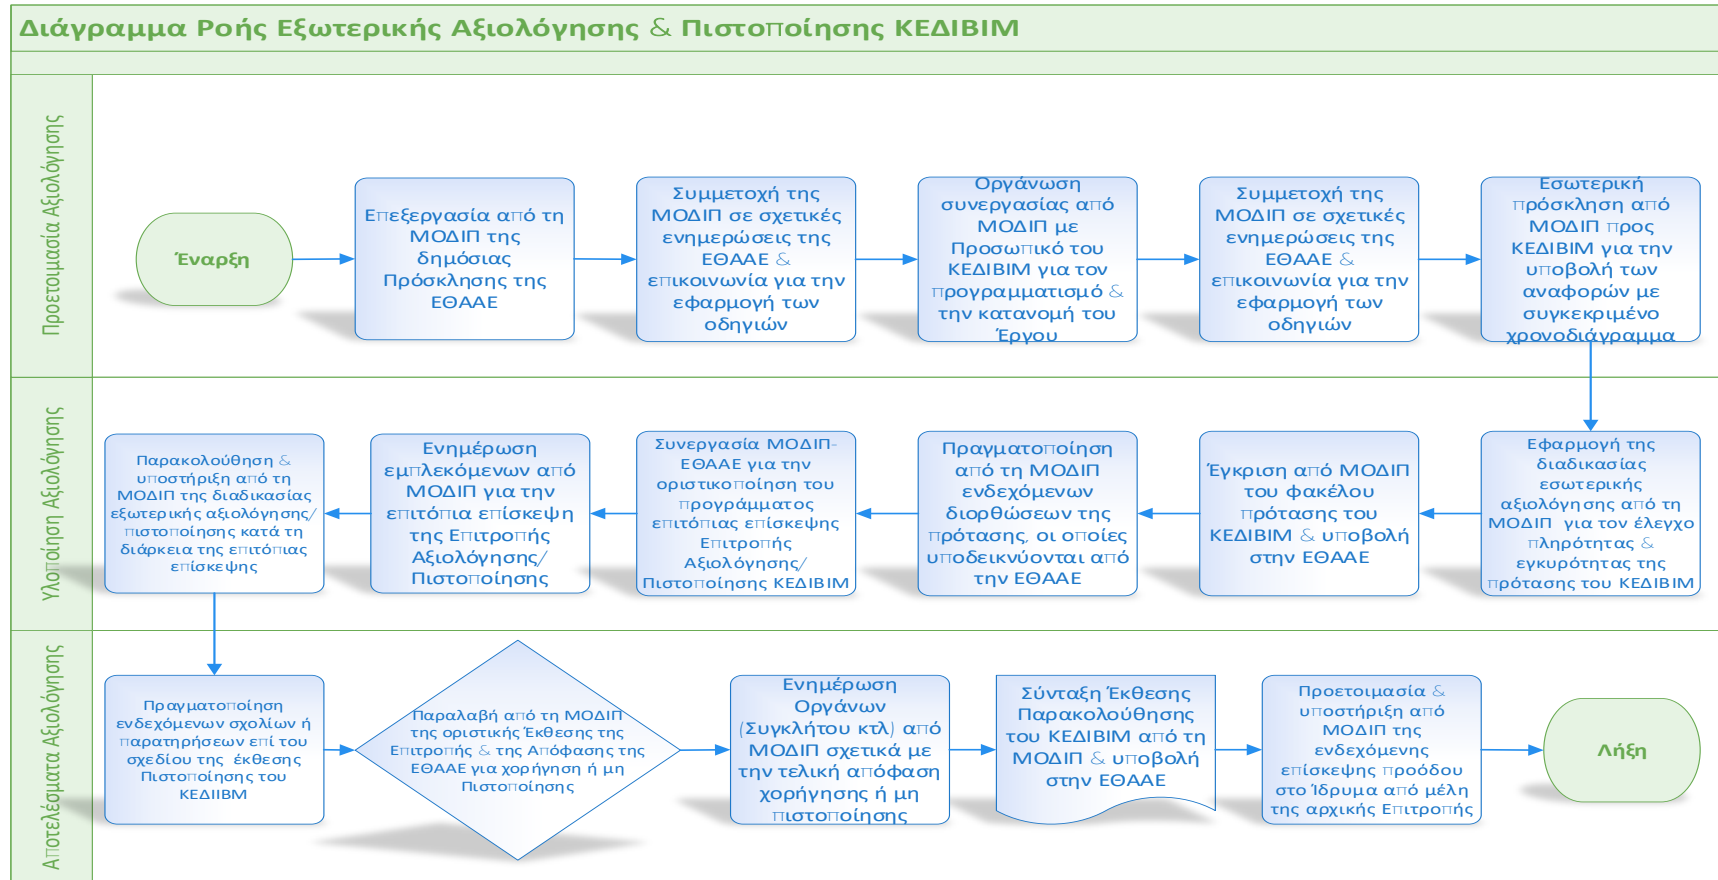 Διάγραμμα Ροής Εξωτερικής Αξιολόγησης & Πιστοποίησης ΚΕΔΙΒΙΜ
Προετοιμασία Αξιολόγησης
Έναρξη
Επεξεργασία από τη
ΜΟΔΙΠ της
δημόσιας
Πρόσκλησης της
ΕΘΑΑΕ
Συμμετοχή της
ΜΟΔΙΠ σε σχετικές
ενημερώσεις της
ΕΘΑΑΕ &
επικοινωνία για την
εφαρμογή των
οδηγιών
Οργάνωση
συνεργασίας από
ΜΟΔΙΠ με
Προσωπικό του
ΚΕΔΙΒΙΜ για τον
προγραμματισμό &
την κατανομή του
Έργου
Συμμετοχή της
ΜΟΔΙΠ σε σχετικές
ενημερώσεις της
ΕΘΑΑΕ &
επικοινωνία για την
εφαρμογή των
οδηγιών
Εσωτερική
πρόσκληση από
ΜΟΔΙΠ προς
ΚΕΔΙΒΙΜ για την
υποβολή των
αναφορών με
συγκεκριμένο
χρονοδιάγραμμα
Υλοποίηση Αξιολόγησης
Παρακολούθηση &
υποστήριξη από τη
ΜΟΔΙΠ της διαδικασίας
εξωτερικής αξιολόγησης/
πιστοποίησης κατά τη
διάρκεια της επιτόπιας
επίσκεψης
Ενημέρωση
εμπλεκόμενων από
ΜΟΔΙΠ για την
επιτόπια επίσκεψη
της Επιτροπής
Αξιολόγησης/
Πιστοποίησης
Συνεργασία ΜΟΔΙΠ-
ΕΘΑΑΕ για την
οριστικοποίηση του
προγράμματος
επιτόπιας επίσκεψης
Επιτροπής
Αξιολόγησης/
Πιστοποίησης ΚΕΔΙΒΙΜ
Πραγματοποίηση
από τη ΜΟΔΙΠ
ενδεχόμενων
διορθώσεων της
πρότασης, οι οποίες
υποδεικνύονται από
την ΕΘΑΑΕ
Έγκριση από ΜΟΔΙΠ
του φακέλου
πρότασης του
ΚΕΔΙΒΙΜ & υποβολή
στην ΕΘΑΑΕ
Εφαρμογή της
διαδικασίας
εσωτερικής
αξιολόγησης από τη
ΜΟΔΙΠ για τον έλεγχο
πληρότητας &
εγκυρότητας της
πρότασης του ΚΕΔΙΒΙΜ
Αποτελέσματα Αξιολόγησης
Πραγματοποίηση
ενδεχόμενων σχολίων ή
παρατηρήσεων επί του
σχεδίου της έκθεσης
Πιστοποίησης του
ΚΕΔΙΙΒΜ
Παραλαβή από τη ΜΟΔΙΠ
της οριστικής Έκθεσης της
Επιτροπής & της Απόφασης της
ΕΘΑΑΕ για χορήγηση ή μη
Πιστοποίησης
Ενημέρωση
Οργάνων
(Συγκλήτου κτλ) από
ΜΟΔΙΠ σχετικά με
την τελική απόφαση
χορήγησης ή μη
πιστοποίησης
Σύνταξη Έκθεσης
Παρακολούθησης
του ΚΕΔΙΒΙΜ από τη
ΜΟΔΙΠ & υποβολή
στην ΕΘΑΑΕ
Προετοιμασία &
υποστήριξη από
ΜΟΔΙΠ της
ενδεχόμενης
επίσκεψης προόδου
στο Ίδρυμα από μέλη
της αρχικής Επιτροπής
Λήξη